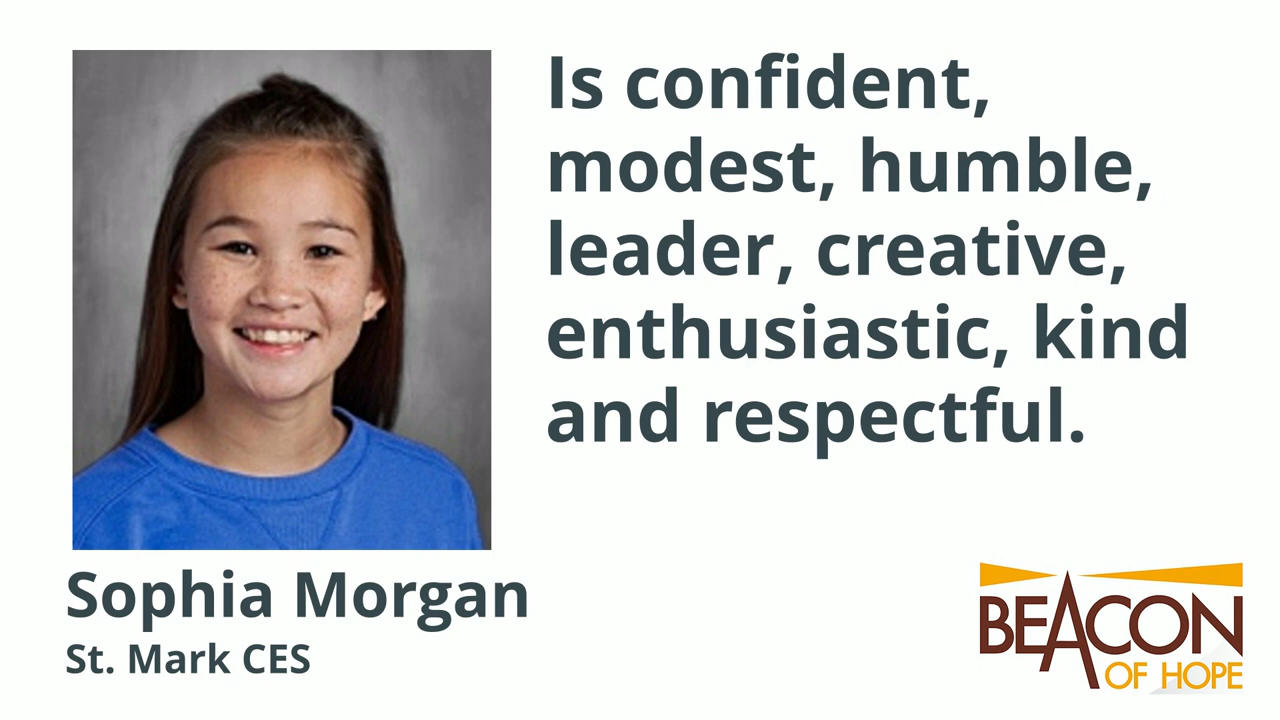 Is confident,
modest, humble,
leader, creative,
enthusiastic, kind
and respectful.
Sophia Morgan
St. Mark CES
BEACON
OF HOPE